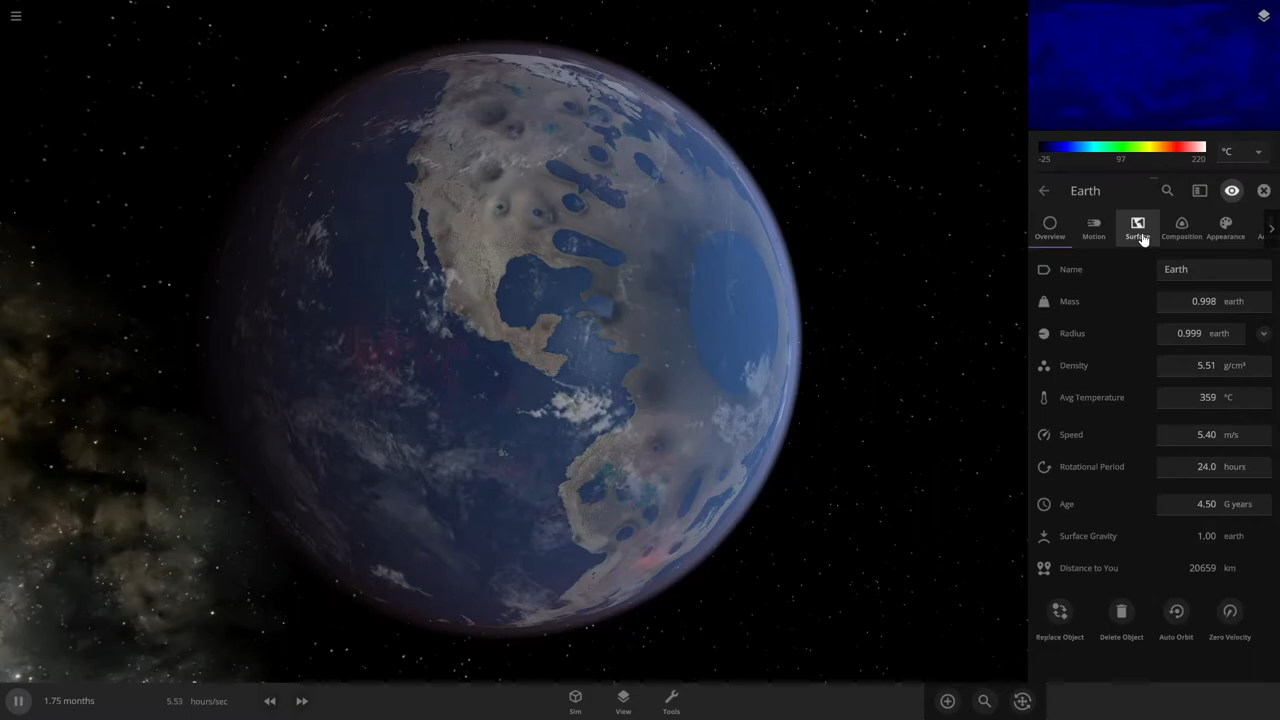 °C
-25 97 220
Earth
Overview Motion Surface Composition Appearance
Name Earth
Mass 0.998 earth
Radius 0.999 earth
Density 5.51 g/cm³
Avg Temperature 359 °C
Speed 5.40 m/s
Rotational Period 24.0 hours
Age 4.50 G years
Surface Gravity 1.00 earth
Distance to You 20659 km
Replace Object Delete Object Auto Orbit Zero Velocity
1.75 months 5.53 hours/sec Sim View Tools